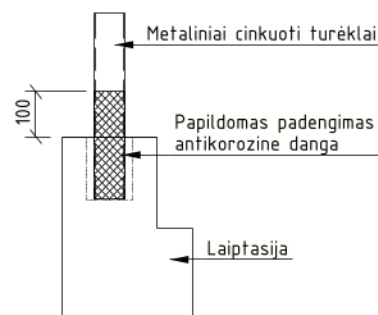 Metaliniai cinkuoti turėklai
100
Papildomas padengimas
antikorozine danga
Laiptasija